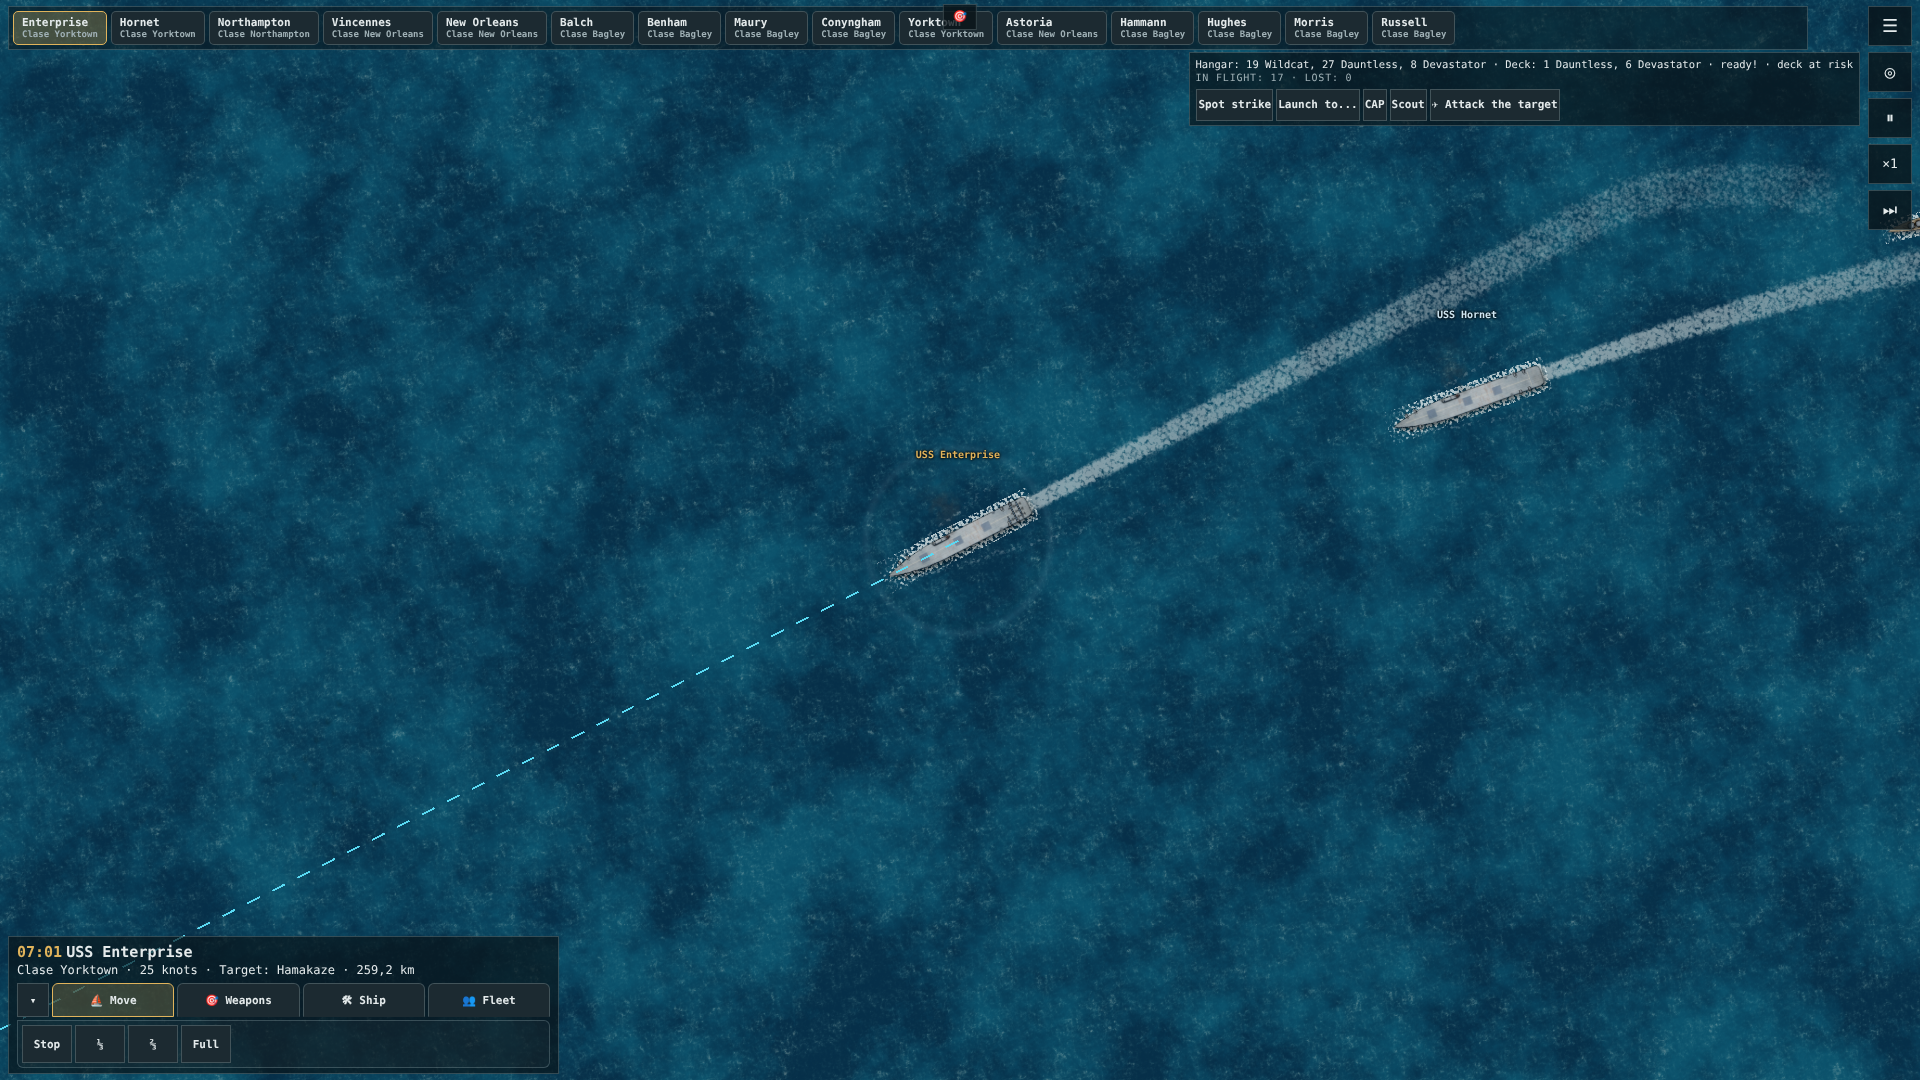 Enterprise
Clase Yorktown
Hornet
Clase Yorktown
Northampton
Clase Northampton
Vincennes
Clase New Orleans
New Orleans
Clase New Orleans
Balch
Clase Bagley
Benham
Clase Bagley
Maury
Clase Bagley
Conyngham
Clase Bagley
Clase Yorktown
Astoria
Clase New Orleans
Hammann
Clase Bagley
Hughes
Clase Bagley
Morris
Clase Bagley
Russell
Clase Bagley
Hangar: 19 Wildcat, 27 Dauntless, 8 Devastator · Deck: 1 Dauntless, 6 Devastator · ready! · deck at risk
IN FLIGHT: 17 · LOST: 0
Spot strike
Launch to...
CAP
Scout
✈ Attack the target
×1
USS Hornet
USS Enterprise
07:01 USS Enterprise
Clase Yorktown · 25 knots · Target: Hamakaze · 259,2 km
Move
Weapons
Ship
Fleet
Stop
⅓
⅔
Full